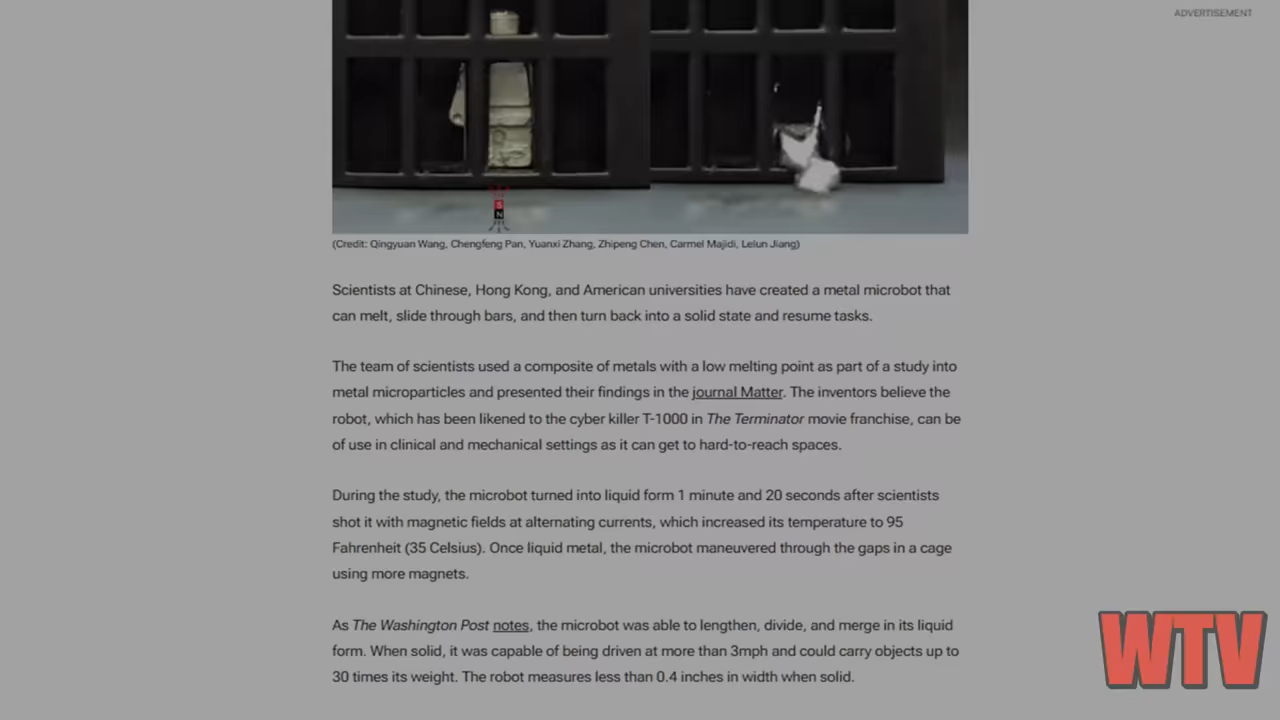 ADVERTISEMENT
S
N
(Credit: Qingyuan Wang, Chengfeng Pan, Yuanxi Zhang, Zhipeng Chen, Carmel Majidi, Lelun Jiang)
Scientists at Chinese, Hong Kong, and American universities have created a metal microbot that
can melt, slide through bars, and then turn back into a solid state and resume tasks.
The team of scientists used a composite of metals with a low melting point as part of a study into
metal microparticles and presented their findings in the journal Matter. The inventors believe the
robot, which has been likened to the cyber killer T-1000 in The Terminator movie franchise, can be
of use in clinical and mechanical settings as it can get to hard-to-reach spaces.
During the study, the microbot turned into liquid form 1 minute and 20 seconds after scientists
shot it with magnetic fields at alternating currents, which increased its temperature to 95
Fahrenheit (35 Celsius). Once liquid metal, the microbot maneuvered through the gaps in a cage
using more magnets.
As The Washington Post notes, the microbot was able to lengthen, divide, and merge in its liquid
form. When solid, it was capable of being driven at more than 3mph and could carry objects up to
30 times its weight. The robot measures less than 0.4 inches in width when solid.
WTV